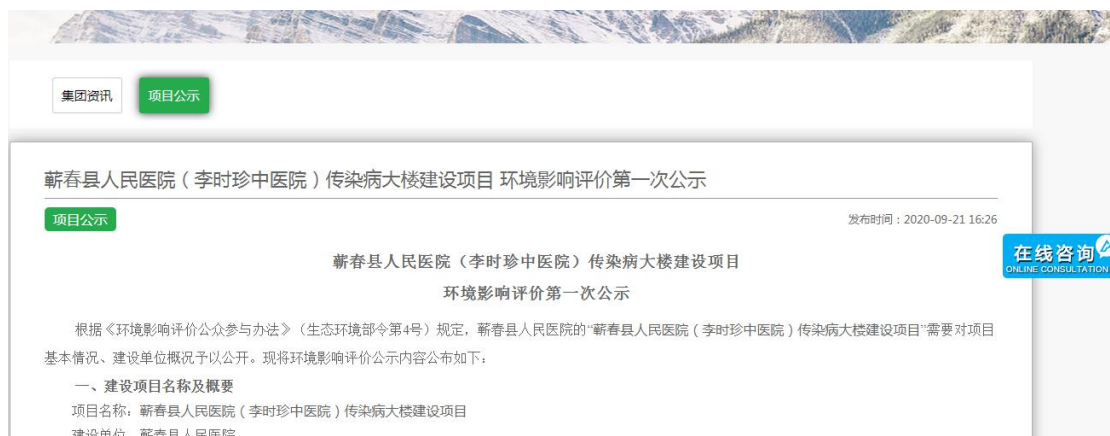 集团资讯
项目公示
蕲春县人民医院（李时珍中医院）传染病大楼建设项目 环境影响评价第一次公示
项目公示
发布时间：2020-09-21 16:26
在线咨询
ONLINE CONSULTATION
蕲春县人民医院（李时珍中医院）传染病大楼建设项目
环境影响评价第一次公示
根据《环境影响评价公众参与办法》（生态环境部令第4号）规定，蕲春县人民医院的“蕲春县人民医院（李时珍中医院）传染病大楼建设项目”需要对项目
基本情况、建设单位概况予以公开。现将环境影响评价公示内容公布如下：
一、建设项目名称及概要
项目名称：蕲春县人民医院（李时珍中医院）传染病大楼建设项目
建设单位 蕲春县人民医院